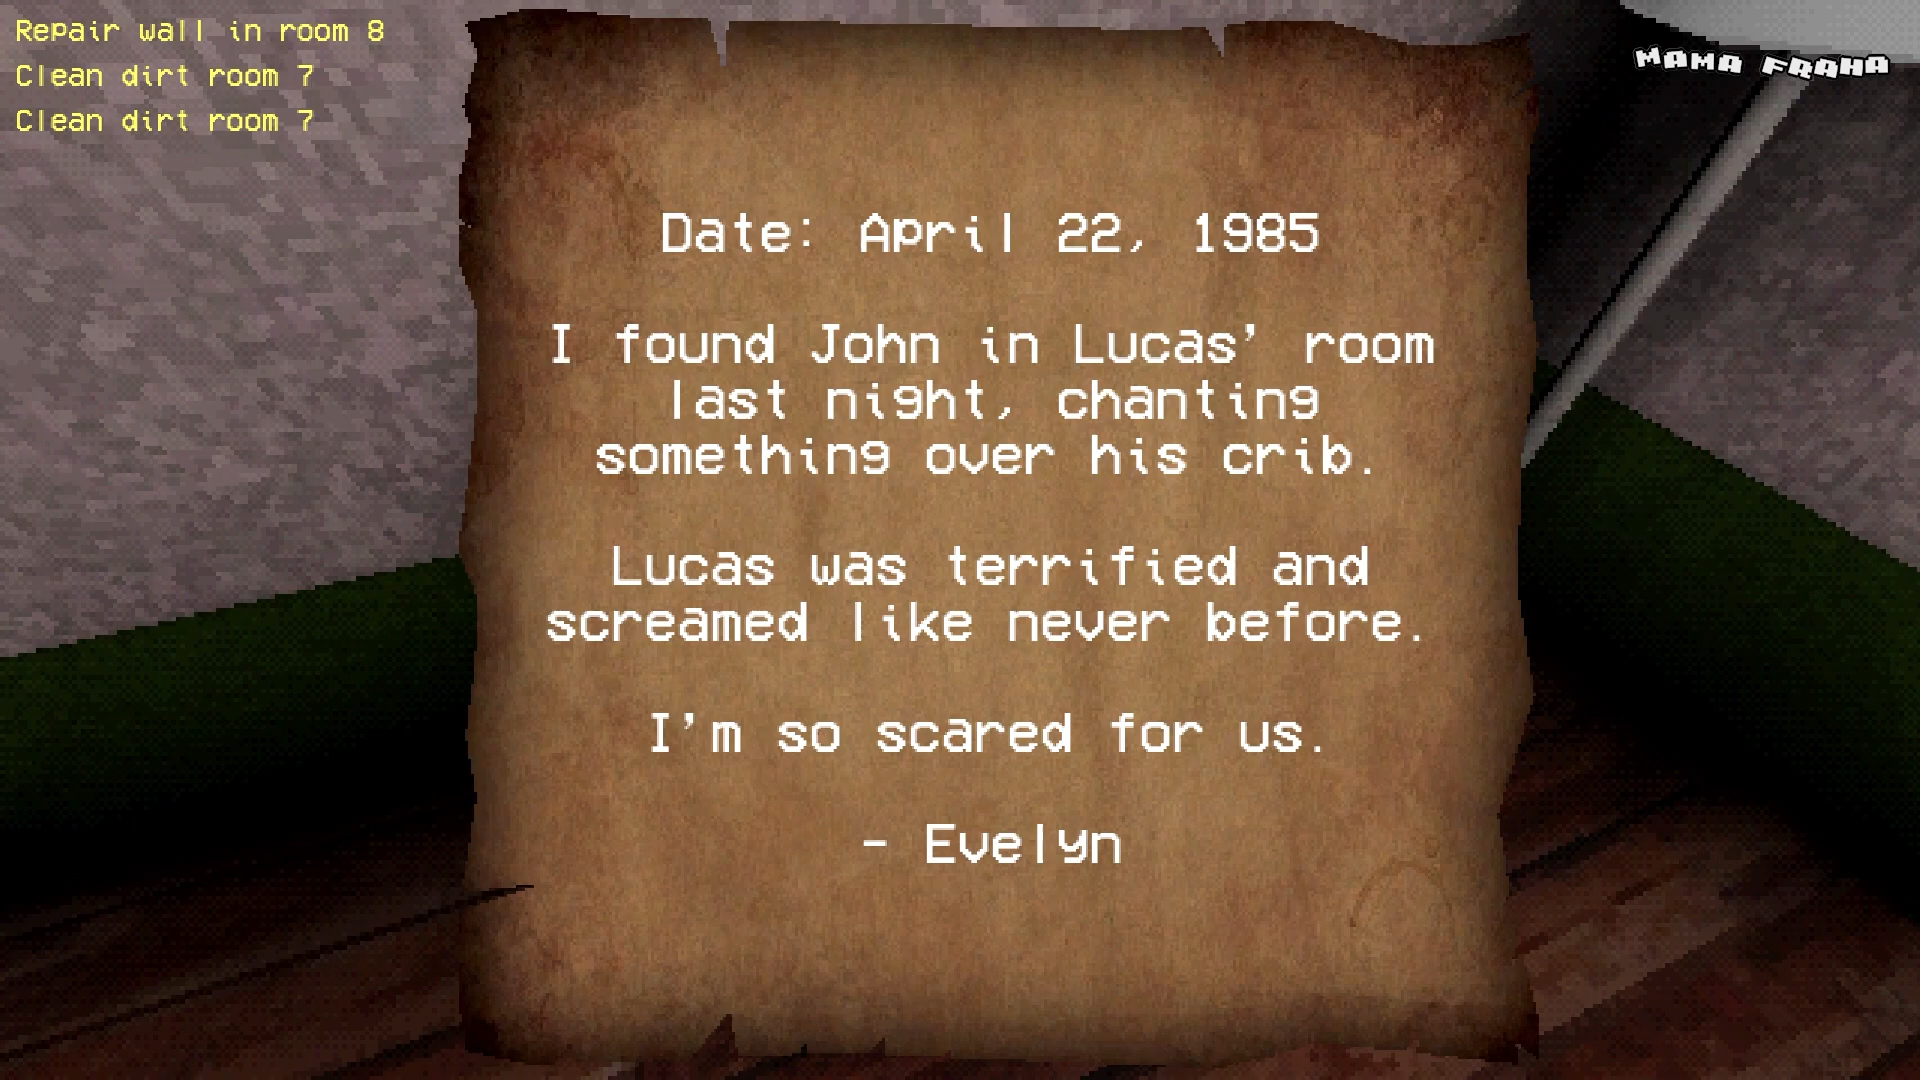 Repair wall in room 8
Clean dirt room 7
Clean dirt room 7
MAMA FRAHA
Date: April 22, 1985
I found John in Lucas’ room
last night, chanting
something over his crib.
Lucas was terrified and
screamed like never before.
I’m so scared for us.
- Evelyn